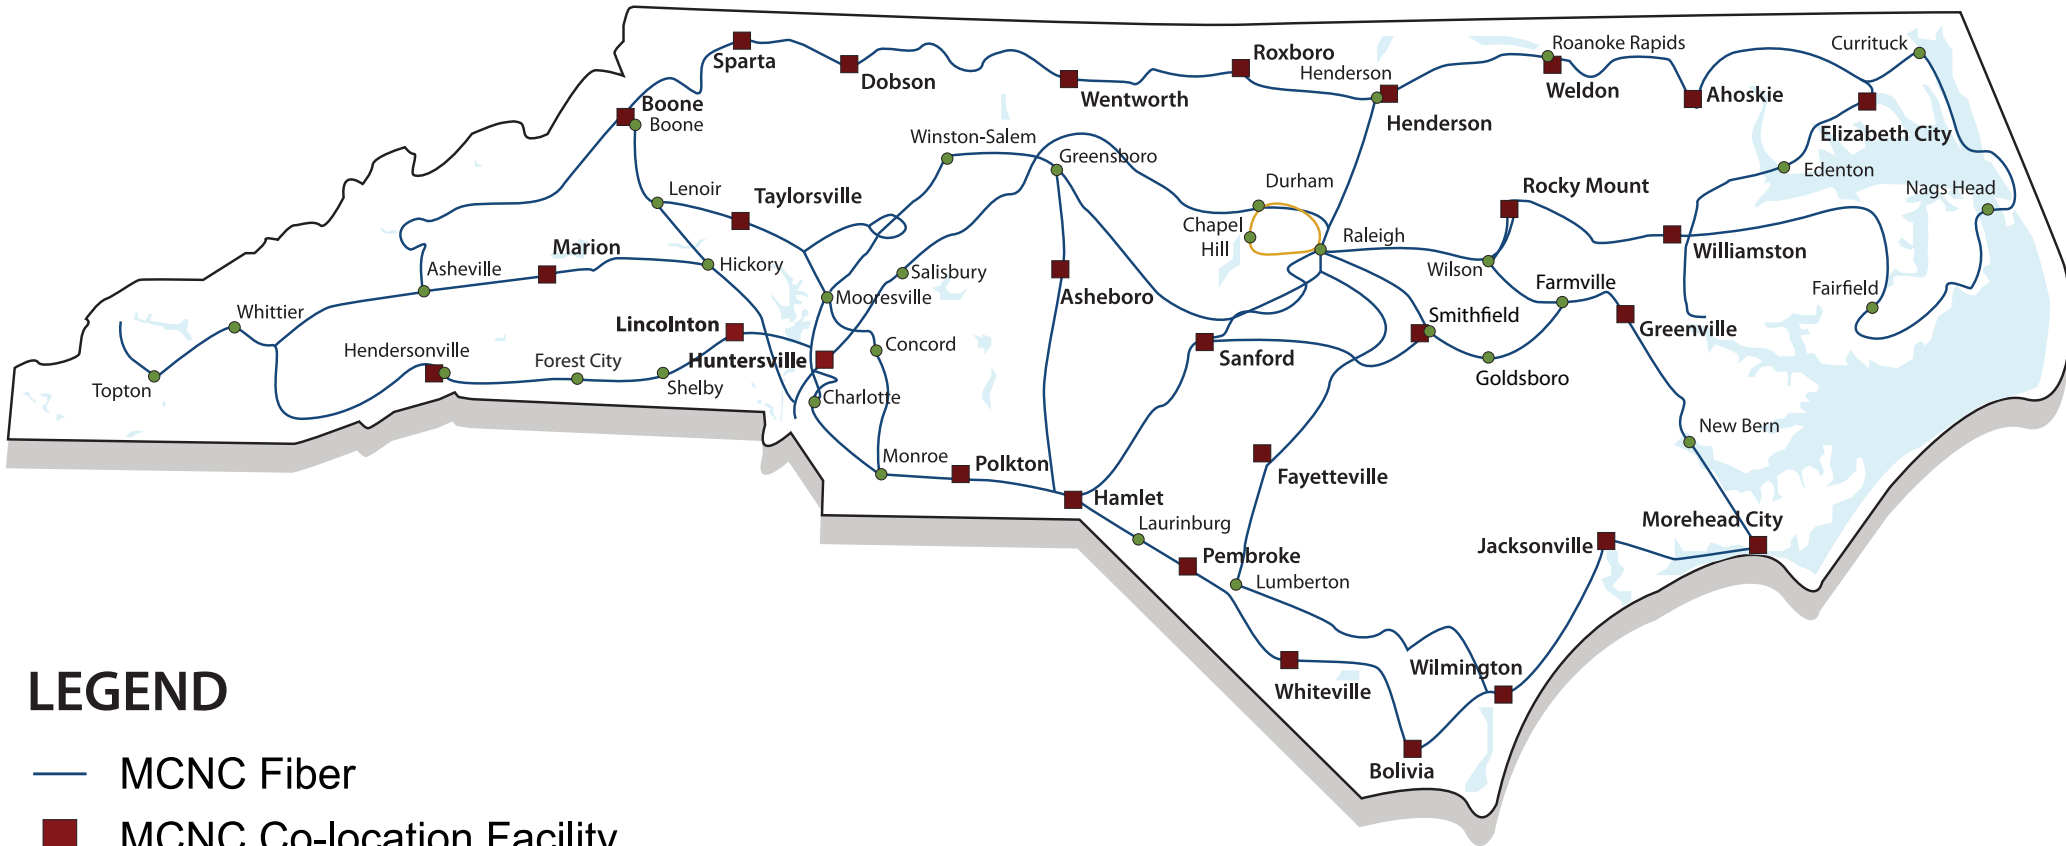 Sparta
Dobson
Wentworth
Roxboro
Henderson
Henderson
Roanoke Rapids
Weldon
Ahoskie
Currituck
Elizabeth City
Edenton
Nags Head
Boone
Boone
Lenoir
Taylorsville
Winston-Salem
Greensboro
Durham
Chapel
Hill
Raleigh
Rocky Mount
Wilson
Williamston
Fairfield
Farmville
Greenville
Marion
Asheville
Hickory
Salisbury
Mooresville
Asheboro
Whittier
Topton
Hendersonville
Forest City
Shelby
Lincolnton
Huntersville
Concord
Charlotte
Sanford
Smithfield
Goldsboro
New Bern
Monroe
Polkton
Hamlet
Fayetteville
Laurinburg
Pembroke
Lumberton
Jacksonville
Morehead City
Whiteville
Wilmington
Bolivia
LEGEND
MCNC Fiber
MCNC Co-location Facility